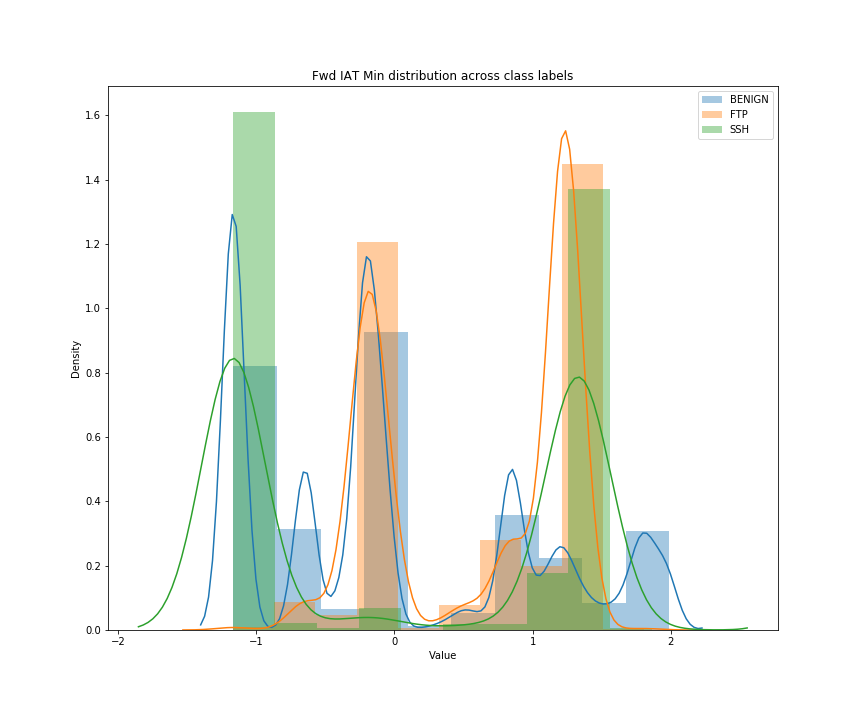 Fwd IAT Min distribution across class labels
BENIGN
FTP
SSH
Density
1.6
1.4
1.2
1.0
0.8
0.6
0.4
0.2
0.0
−2
−1
0
1
2
Value